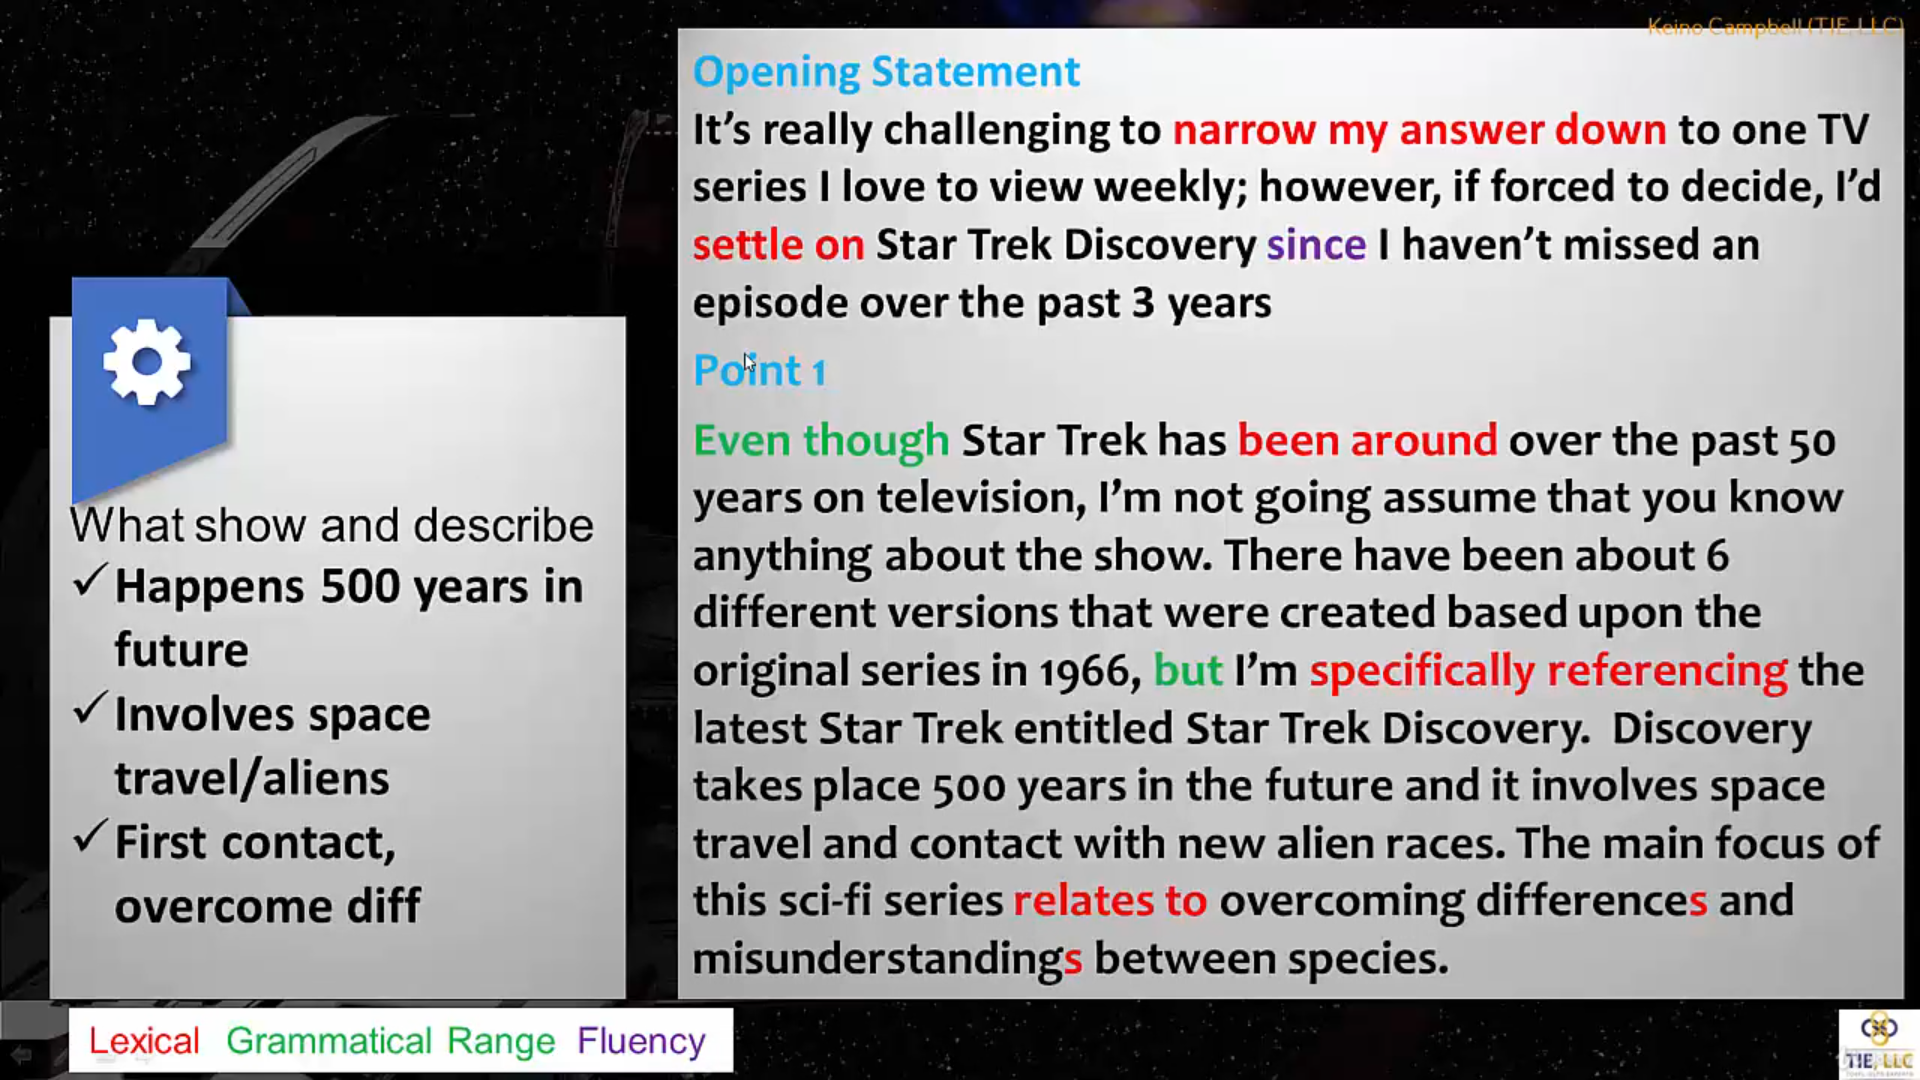 Keino Campbell (TIE, LLC)
Opening Statement
It’s really challenging to narrow my answer down to one TV
series I love to view weekly; however, if forced to decide, I’d
settle on Star Trek Discovery since I haven’t missed an
episode over the past 3 years
Point 1
Even though Star Trek has been around over the past 50
years on television, I’m not going assume that you know
anything about the show. There have been about 6
different versions that were created based upon the
original series in 1966, but I’m specifically referencing the
latest Star Trek entitled Star Trek Discovery. Discovery
takes place 500 years in the future and it involves space
travel and contact with new alien races. The main focus of
this sci-fi series relates to overcoming differences and
misunderstandings between species.
What show and describe
✓ Happens 500 years in
future
✓ Involves space
travel/aliens
✓ First contact,
overcome diff
Lexical Grammatical Range Fluency
TIE, LLC